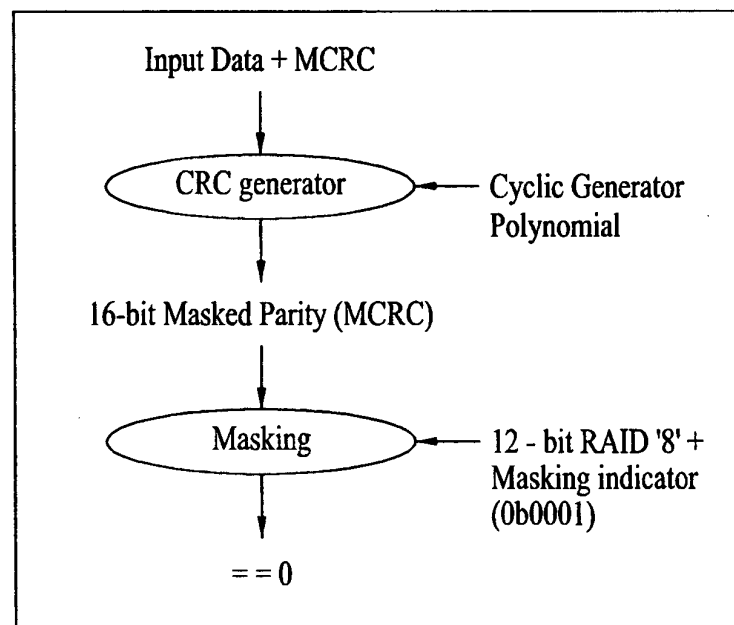 Input Data + MCRC
CRC generator
Cyclic Generator
Polynomial
16-bit Masked Parity (MCRC)
Masking
12 - bit RAID '8' +
Masking indicator
(0b0001)
= = 0